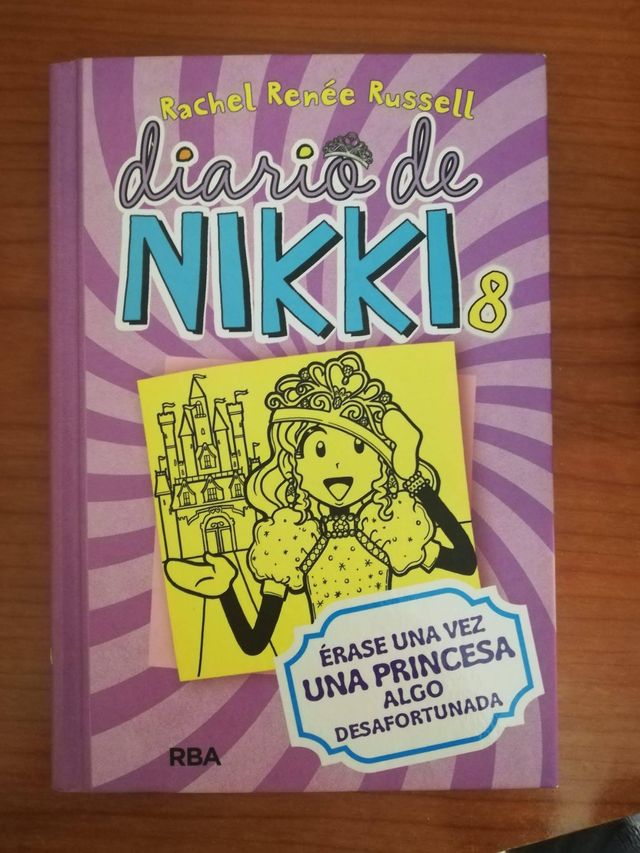 Rachel Renée Russell
diario de
NIKKI 8
ÉRASE UNA VEZ
UNA PRINCESA
ALGO
DESAFORTUNADA
RBA